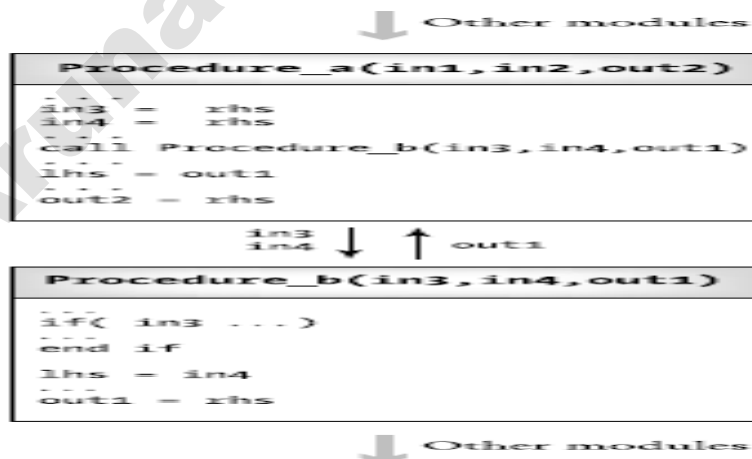 Other modules
Procedure_a(in1,in2,out2)
...
in3 = rhs
in4 = rhs
...
call Procedure_b(in3,in4,out1)
...
lhs = out1
...
out2 = rhs
in3
in4
out1
Procedure_b(in3,in4,out1)
...
if( in3 ...)
...
end if
lhs = in4
...
out1 = rhs
Other modules